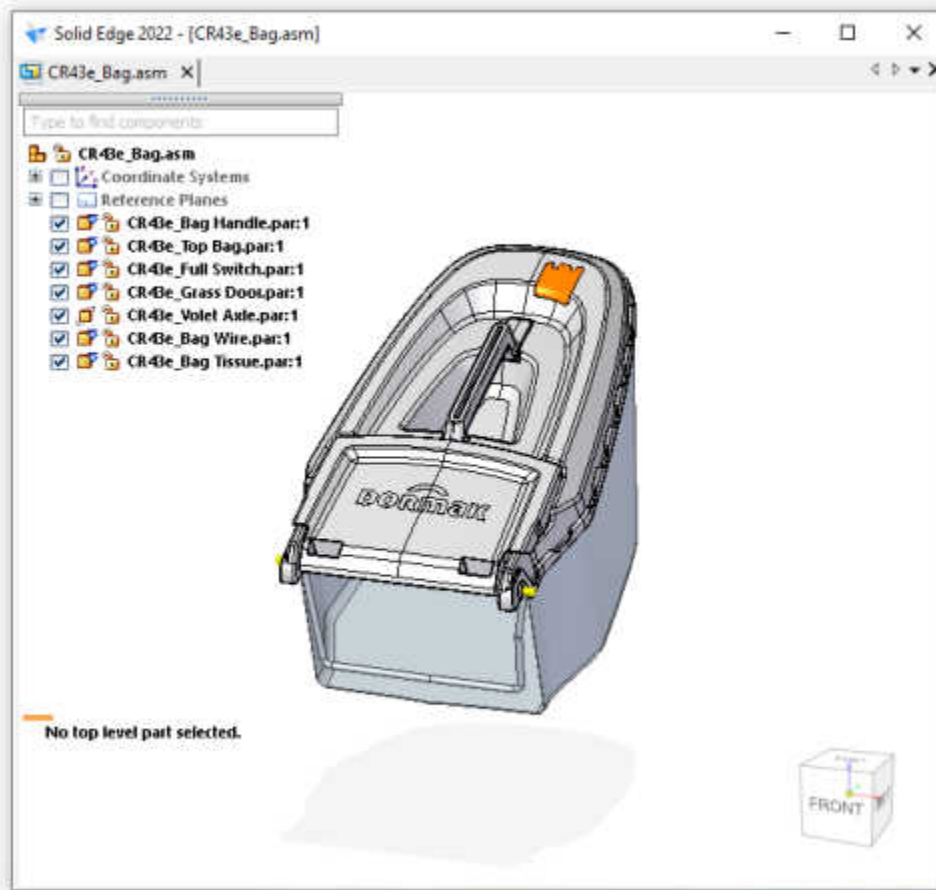 Solid Edge 2022 - [CR43e_Bag.asm]
CR43e_Bag.asm
Type to find components
CR43e_Bag.asm
Coordinate Systems
Reference Planes
CR43e_Bag Handle.par:1
CR43e_Top Bag.par:1
CR43e_Full Switch.par:1
CR43e_Grass Door.par:1
CR43e_Volet Axle.par:1
CR43e_Bag Wire.par:1
CR43e_Bag Tissue.par:1
DORMAK
No top level part selected.
FRONT